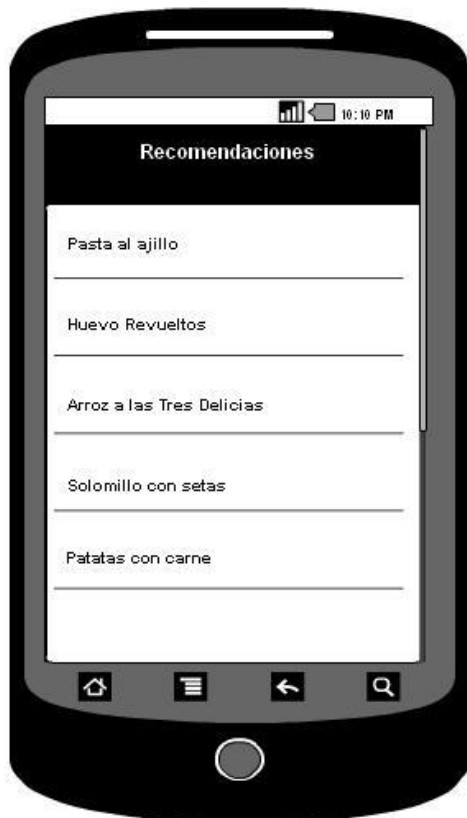 10:10 PM
Recomendaciones
Pasta al ajillo
Huevo Revueltos
Arroz a las Tres Delicias
Solomillo con setas
Patatas con carne